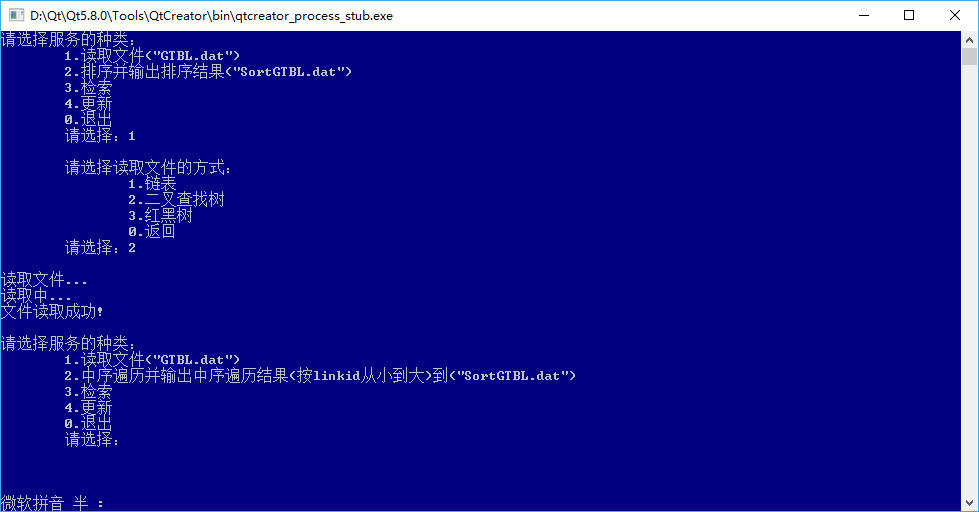 D:\Qt\Qt5.8.0\Tools\QtCreator\bin\qtcreator_process_stub.exe
请选择服务的种类:
1.读取文件("GTBL.dat")
2.排序并输出排序结果("SortGTBL.dat")
3.检索
4.更新
0.退出
请选择: 1
请选择读取文件的方式:
1.链表
2.二叉查找树
3.红黑树
0.返回
请选择: 2
读取文件...
读取中...
文件读取成功!
请选择服务的种类:
1.读取文件("GTBL.dat")
2.中序遍历并输出中序遍历结果(按linkid从小到大)到("SortGTBL.dat")
3.检索
4.更新
0.退出
请选择:
微软拼音 半 :